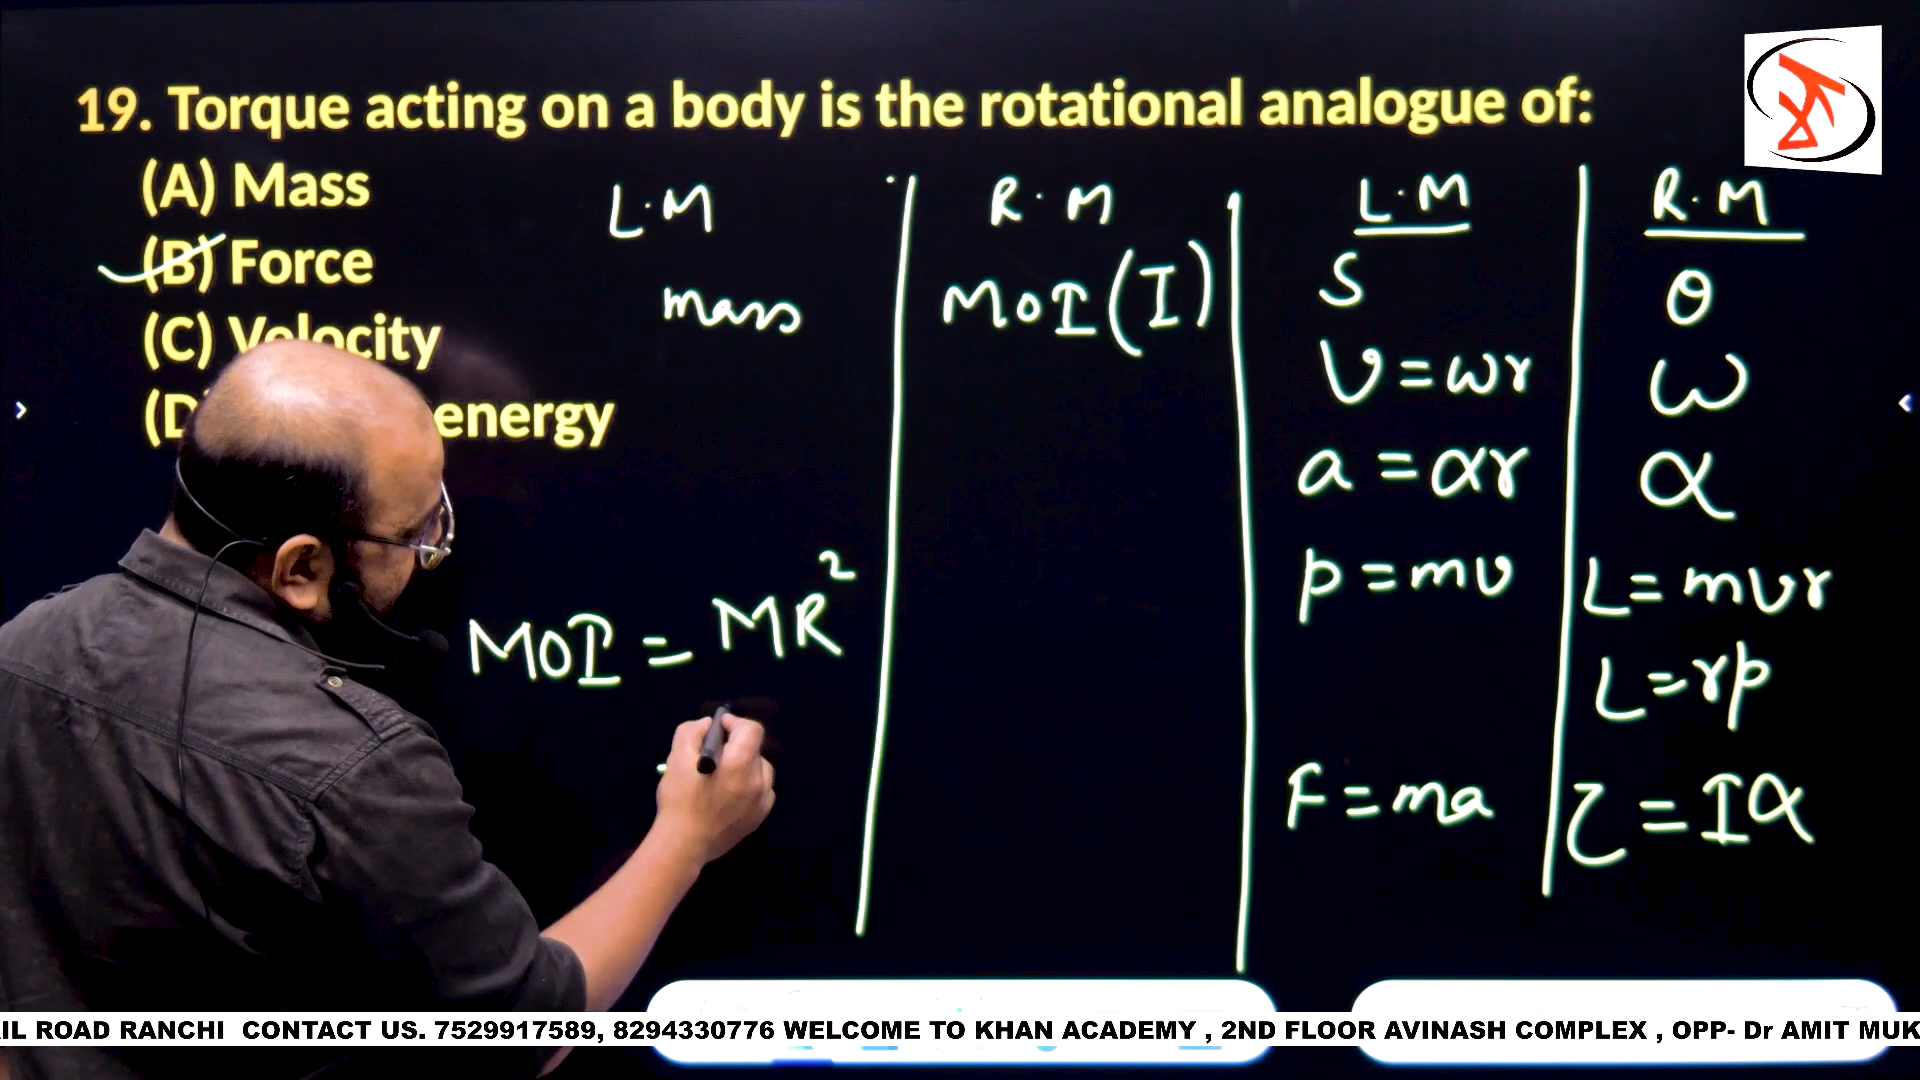 19. Torque acting on a body is the rotational analogue of:
(A) Mass
(B) Force
(C) Velocity
(D energy
L.M R.M L.M R.M
mass MOI (I) S θ
v = ωr ω
a = αr α
MOI = MR² p = mv L = mvr
L = rp
F = ma τ = Iα
IL ROAD RANCHI CONTACT US. 7529917589, 8294330776 WELCOME TO KHAN ACADEMY , 2ND FLOOR AVINASH COMPLEX , OPP- Dr AMIT MUK